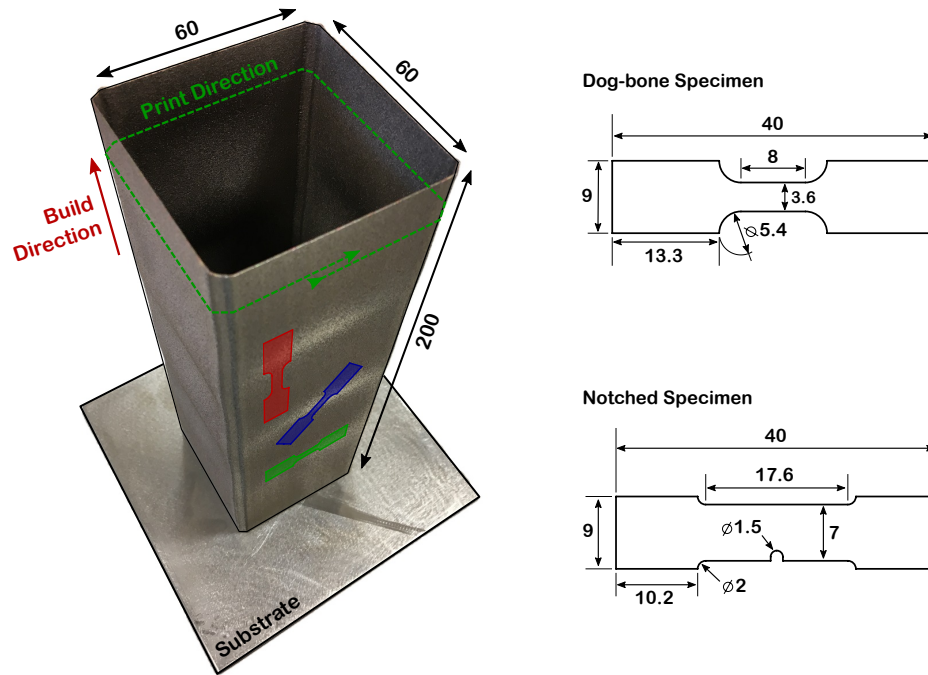 60
60
Print Direction
Build
Direction
200
Substrate
Dog-bone Specimen
40
8
9
3.6
⌀5.4
13.3
Notched Specimen
40
17.6
9
⌀1.5
7
10.2
⌀2